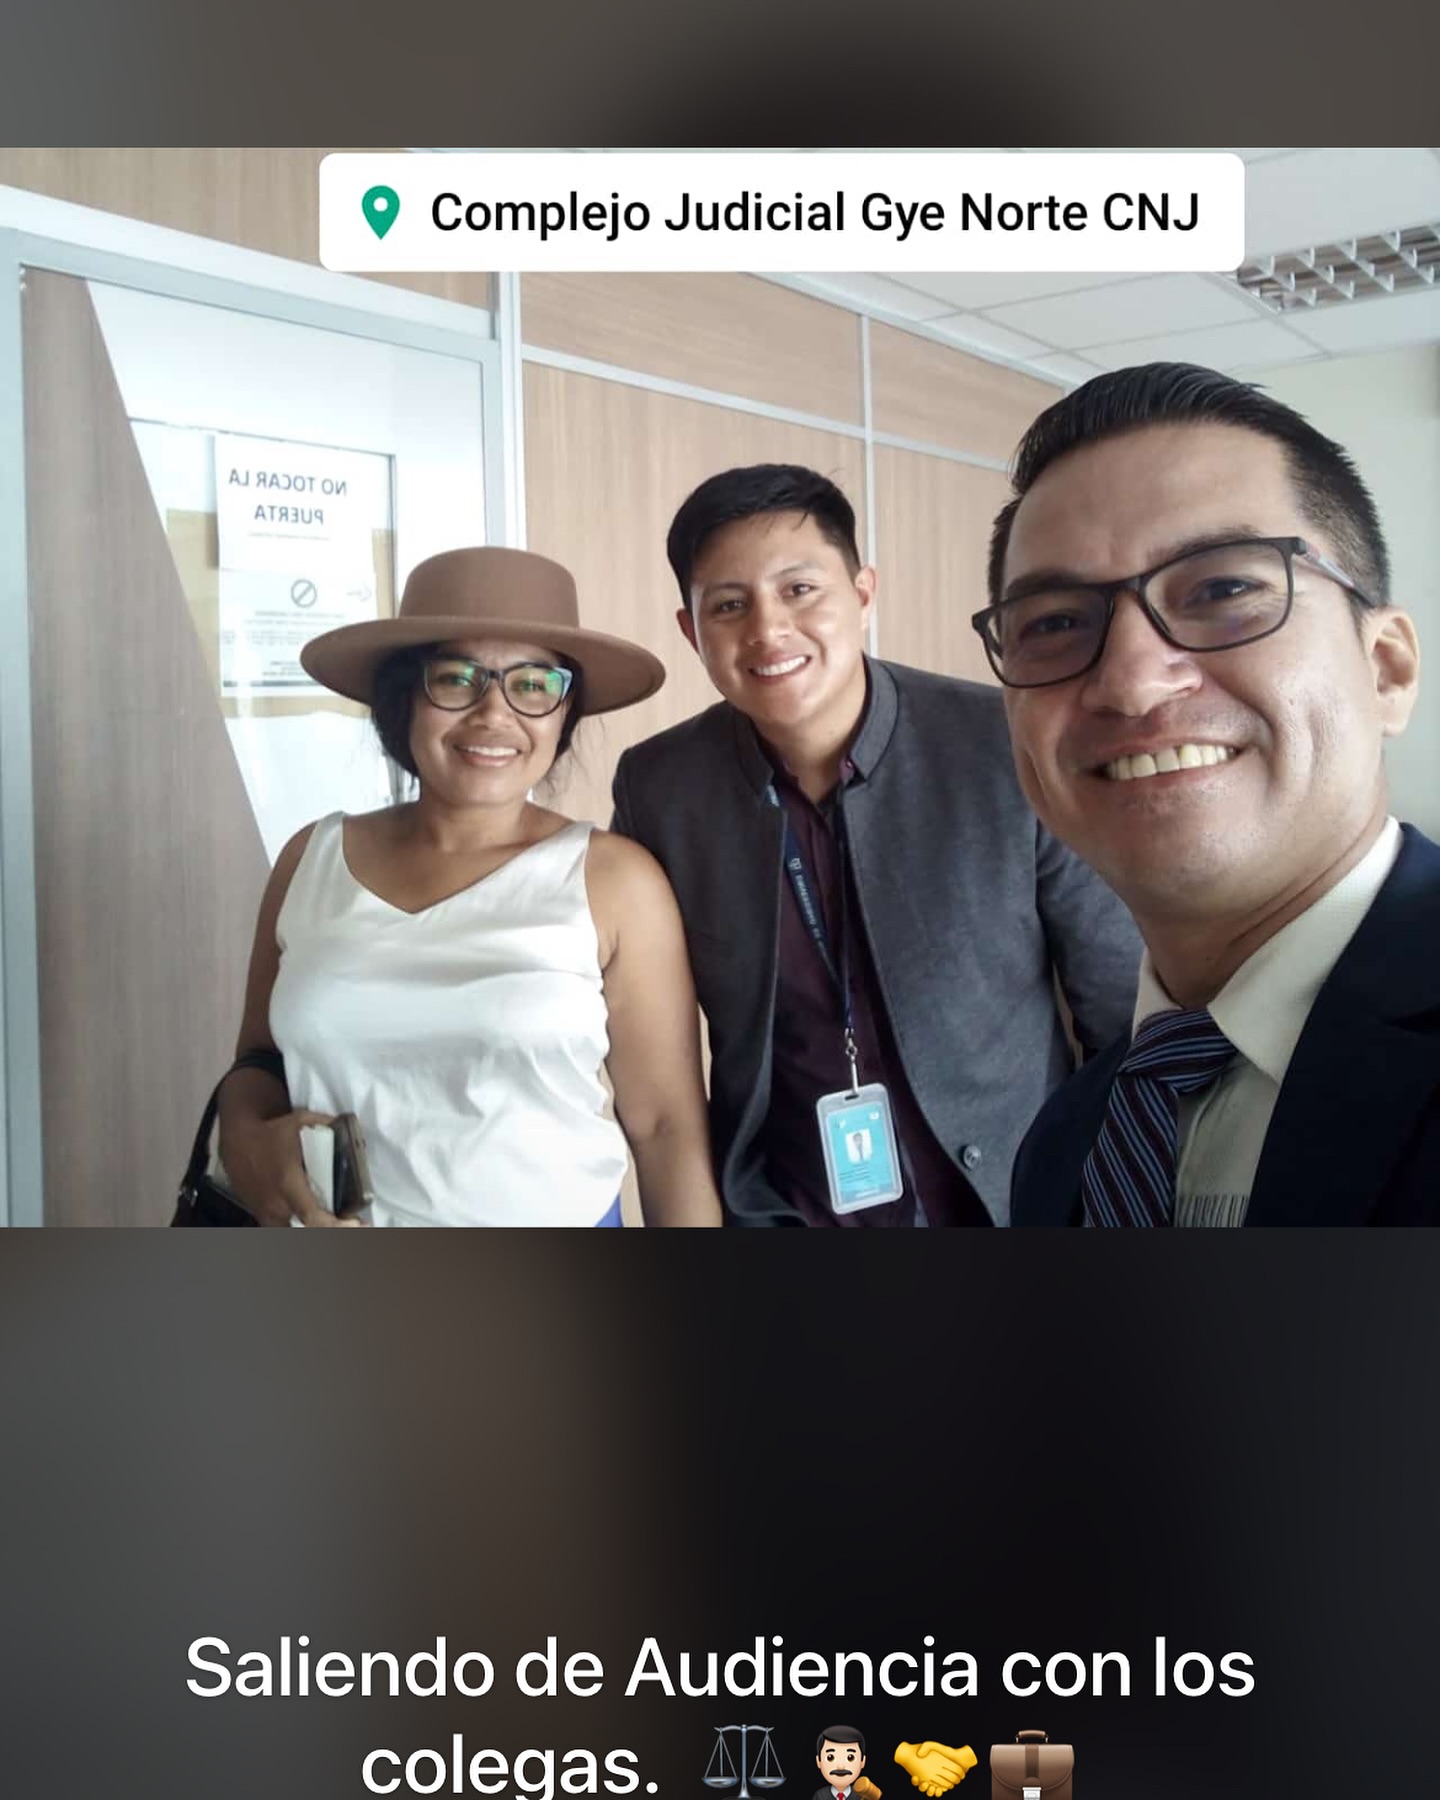 Complejo Judicial Gye Norte CNJ
NO TOCAR LA
PUERTA
Saliendo de Audiencia con los
colegas. ⚖️ 👨🏻‍⚖️ 🤝 💼